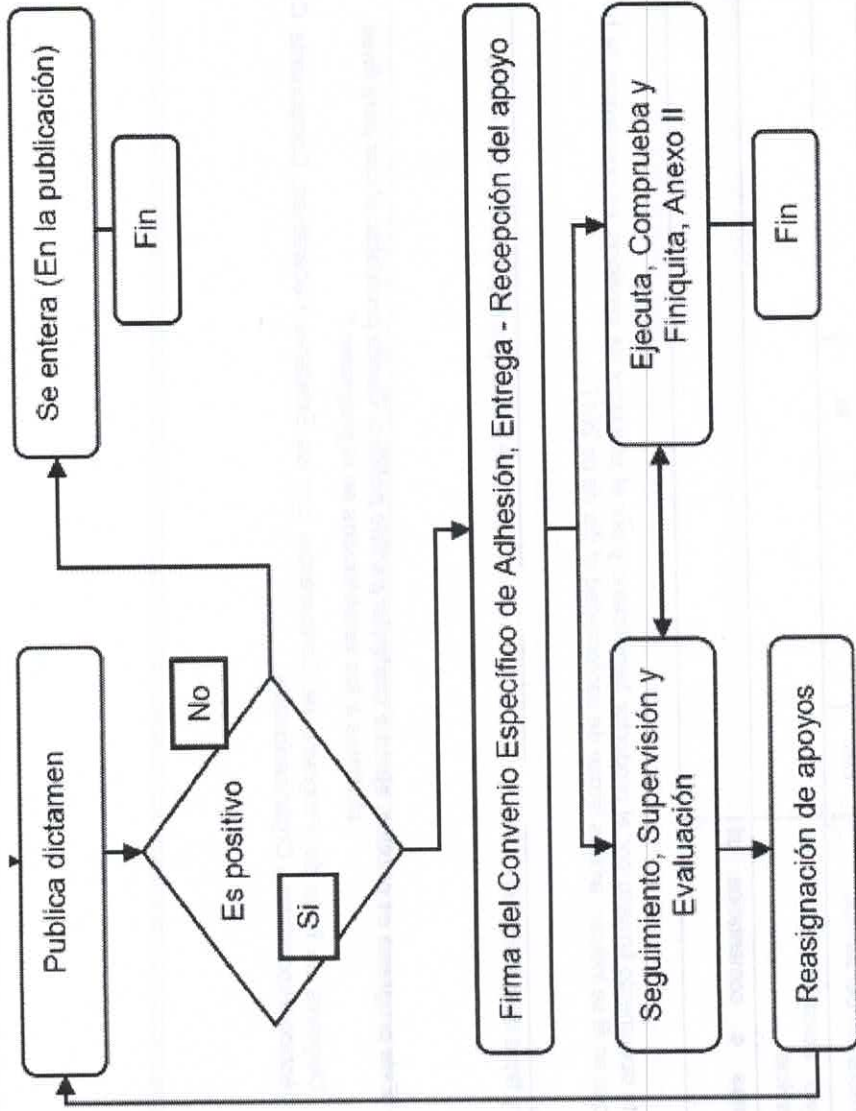 Publica dictamen
Es positivo
No
Si
Se entera (En la publicación)
Fin
Firma del Convenio Específico de Adhesión, Entrega - Recepción del apoyo
Seguimiento, Supervisión y
Evaluación
Ejecuta, Comprueba y
Finiquita, Anexo II
Reasignación de apoyos
Fin